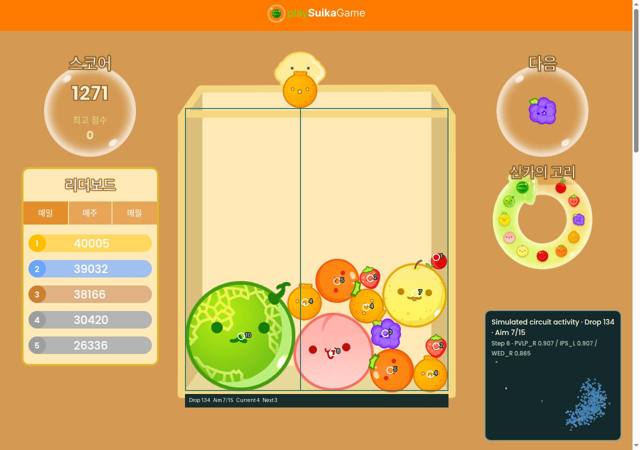 playSuikaGame
스코어
1271
최고 점수
0
다음
리더보드
매일
매주
매월
1 40005
2 39032
3 38166
4 30420
5 26336
산카의 고리
Simulated circuit activity · Drop 134
· Aim 7/15
Step 6 · PVLP_R 0.907 / IPS_L 0.907 /
WED_R 0.865
Drop 134 Aim 7/15 Current 4 Next 3